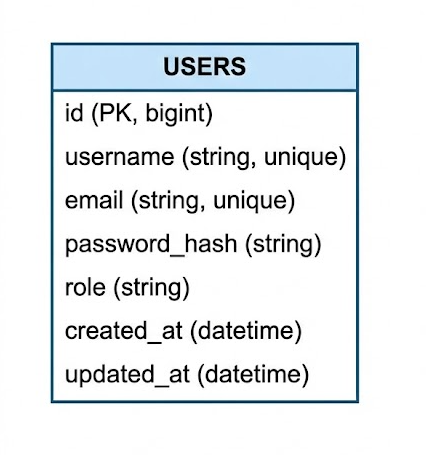 USERS
id (PK, bigint)
username (string, unique)
email (string, unique)
password_hash (string)
role (string)
created_at (datetime)
updated_at (datetime)